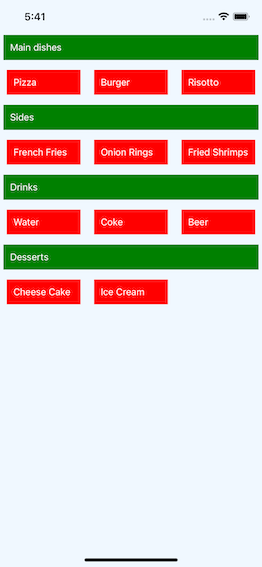 5:41
Main dishes
Pizza Burger Risotto
Sides
French Fries Onion Rings Fried Shrimps
Drinks
Water Coke Beer
Desserts
Cheese Cake Ice Cream